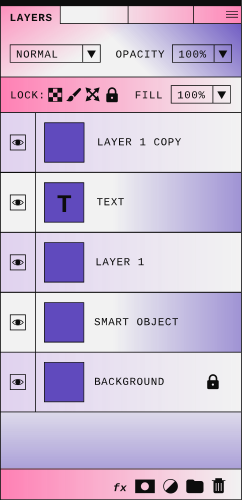 LAYERS
NORMAL OPACITY 100%
LOCK: FILL 100%
LAYER 1 COPY
T TEXT
LAYER 1
SMART OBJECT
BACKGROUND
fx